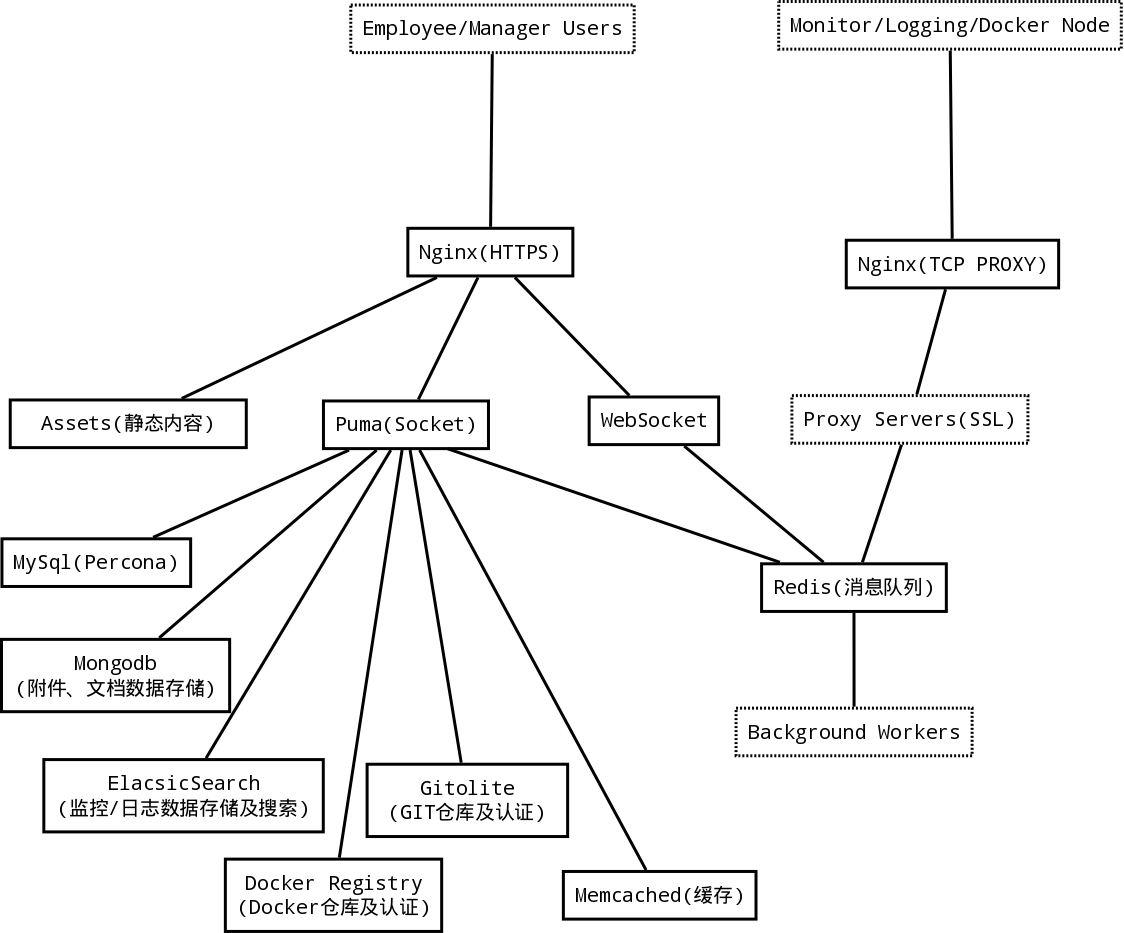 Employee/Manager Users
Monitor/Logging/Docker Node
Nginx(HTTPS)
Nginx(TCP PROXY)
Assets(静态内容)
Puma(Socket)
WebSocket
Proxy Servers(SSL)
MySql(Percona)
Redis(消息队列)
Mongodb
(附件、文档数据存储)
Background Workers
ElacsicSearch
(监控/日志数据存储及搜索)
Gitolite
(GIT仓库及认证)
Docker Registry
(Docker仓库及认证)
Memcached(缓存)